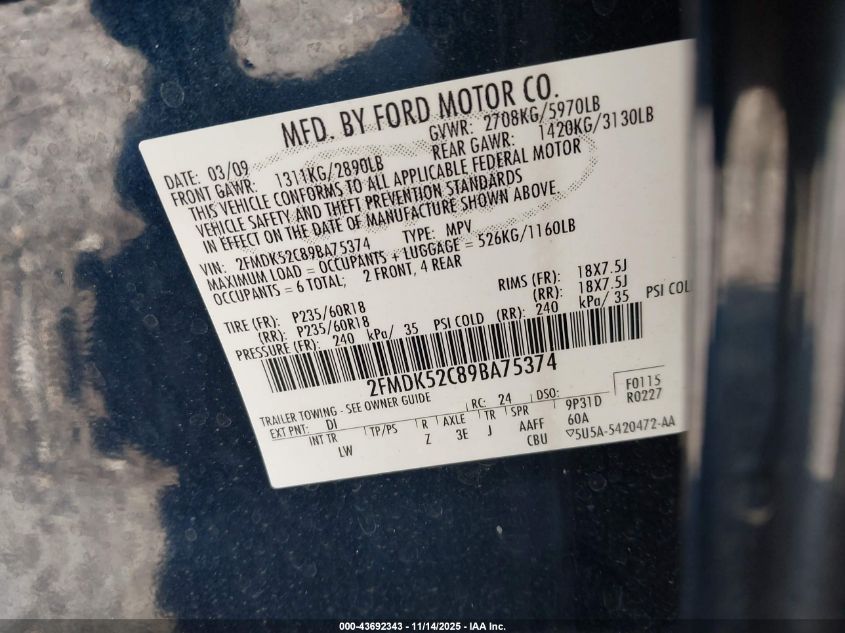 MFD. BY FORD MOTOR CO.
DATE: 03/09 GVWR: 2708KG/5970LB
FRONT GAWR: 1311KG/2890LB REAR GAWR: 1420KG/3130LB
THIS VEHICLE CONFORMS TO ALL APPLICABLE FEDERAL MOTOR
VEHICLE SAFETY AND THEFT PREVENTION STANDARDS
IN EFFECT ON THE DATE OF MANUFACTURE SHOWN ABOVE.
VIN: 2FMDK52C89BA75374 TYPE: MPV
MAXIMUM LOAD = OCCUPANTS + LUGGAGE = 526KG/1160LB
OCCUPANTS = 6 TOTAL; 2 FRONT, 4 REAR
TIRE (FR): P235/60R18 RIMS (FR): 18X7.5J
(RR): P235/60R18 (RR): 18X7.5J
PRESSURE (FR): 240 kPa/ 35 PSI COLD (RR): 240 kPa/ 35 PSI COL
2FMDK52C89BA75374
TRAILER TOWING - SEE OWNER GUIDE
EXT PNT: DI RC: 24 DSO: F0115
R0227
INT TR TP/PS R AXLE TR SPR 9P31D
LW Z 3E J AAFF 60A
CBU ▽5U5A-5420472-AA
000-43692343 - 11/14/2025 - IAA Inc.